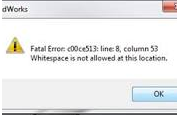 dWorks
Fatal Error: c00ce513: line: 8, column 53
Whitespace is not allowed at this location.
OK